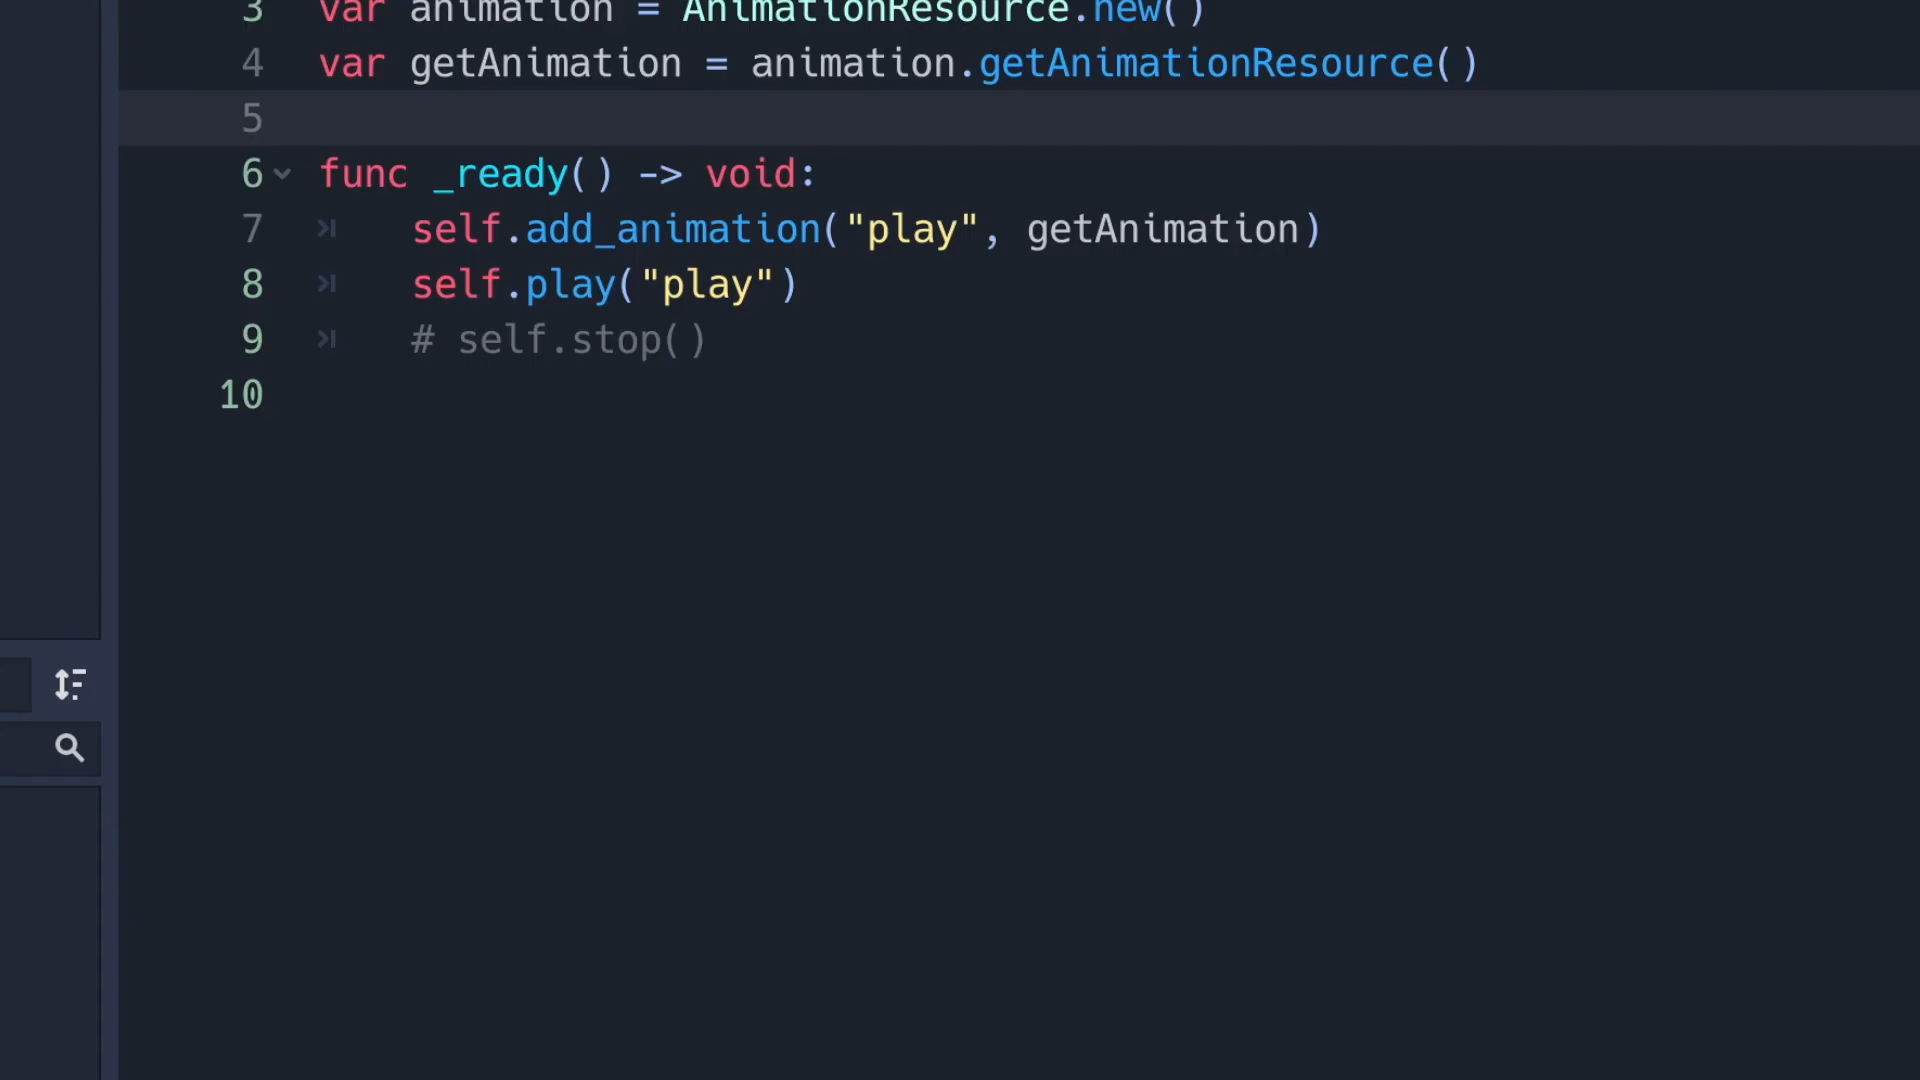 3 var animation = AnimationResource.new()
4 var getAnimation = animation.getAnimationResource()
5
6 func _ready() -> void:
7 self.add_animation("play", getAnimation)
8 self.play("play")
9 # self.stop()
10